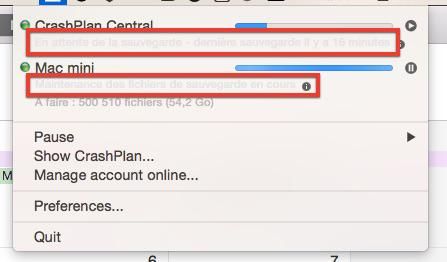 CrashPlan Central
En attente de la sauvegarde - dernière sauvegarde il y a 16 minutes
Mac mini
Maintenance des fichiers de sauvegarde en cours
A faire : 500 510 fichiers (54,2 Go)
Pause
Show CrashPlan...
Manage account online...
Preferences...
Quit
M
6 7